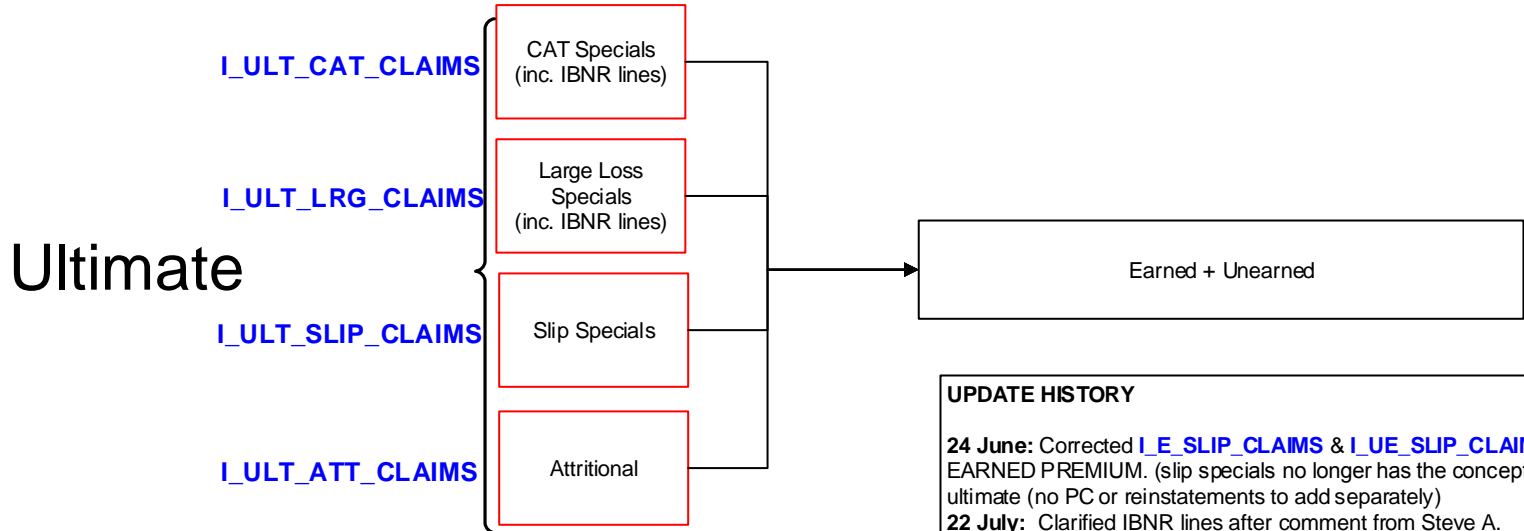 I_ULT_CAT_CLAIMS
CAT Specials
(inc. IBNR lines)
I_ULT_LRG_CLAIMS
Large Loss
Specials
(inc. IBNR lines)
Ultimate
Earned + Unearned
I_ULT_SLIP_CLAIMS
Slip Specials
I_ULT_ATT_CLAIMS
Attritional
UPDATE HISTORY
24 June: Corrected I_E_SLIP_CLAIMS & I_UE_SLIP_CLAI
EARNED PREMIUM. (slip specials no longer has the concept
ultimate (no PC or reinstatements to add separately)
22 July: Clarified IBNR lines after comment from Steve A.